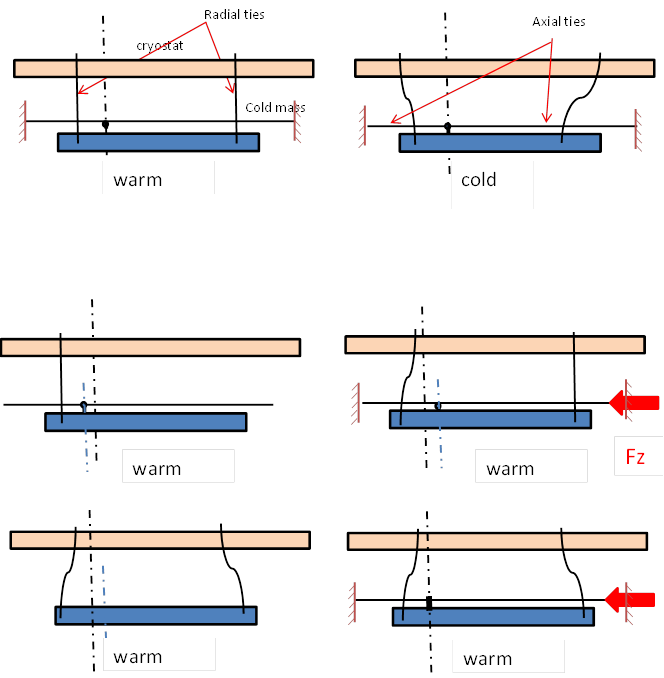 Radial ties
cryostat
Cold mass
warm
Axial ties
cold
warm
warm
Fz
warm
warm